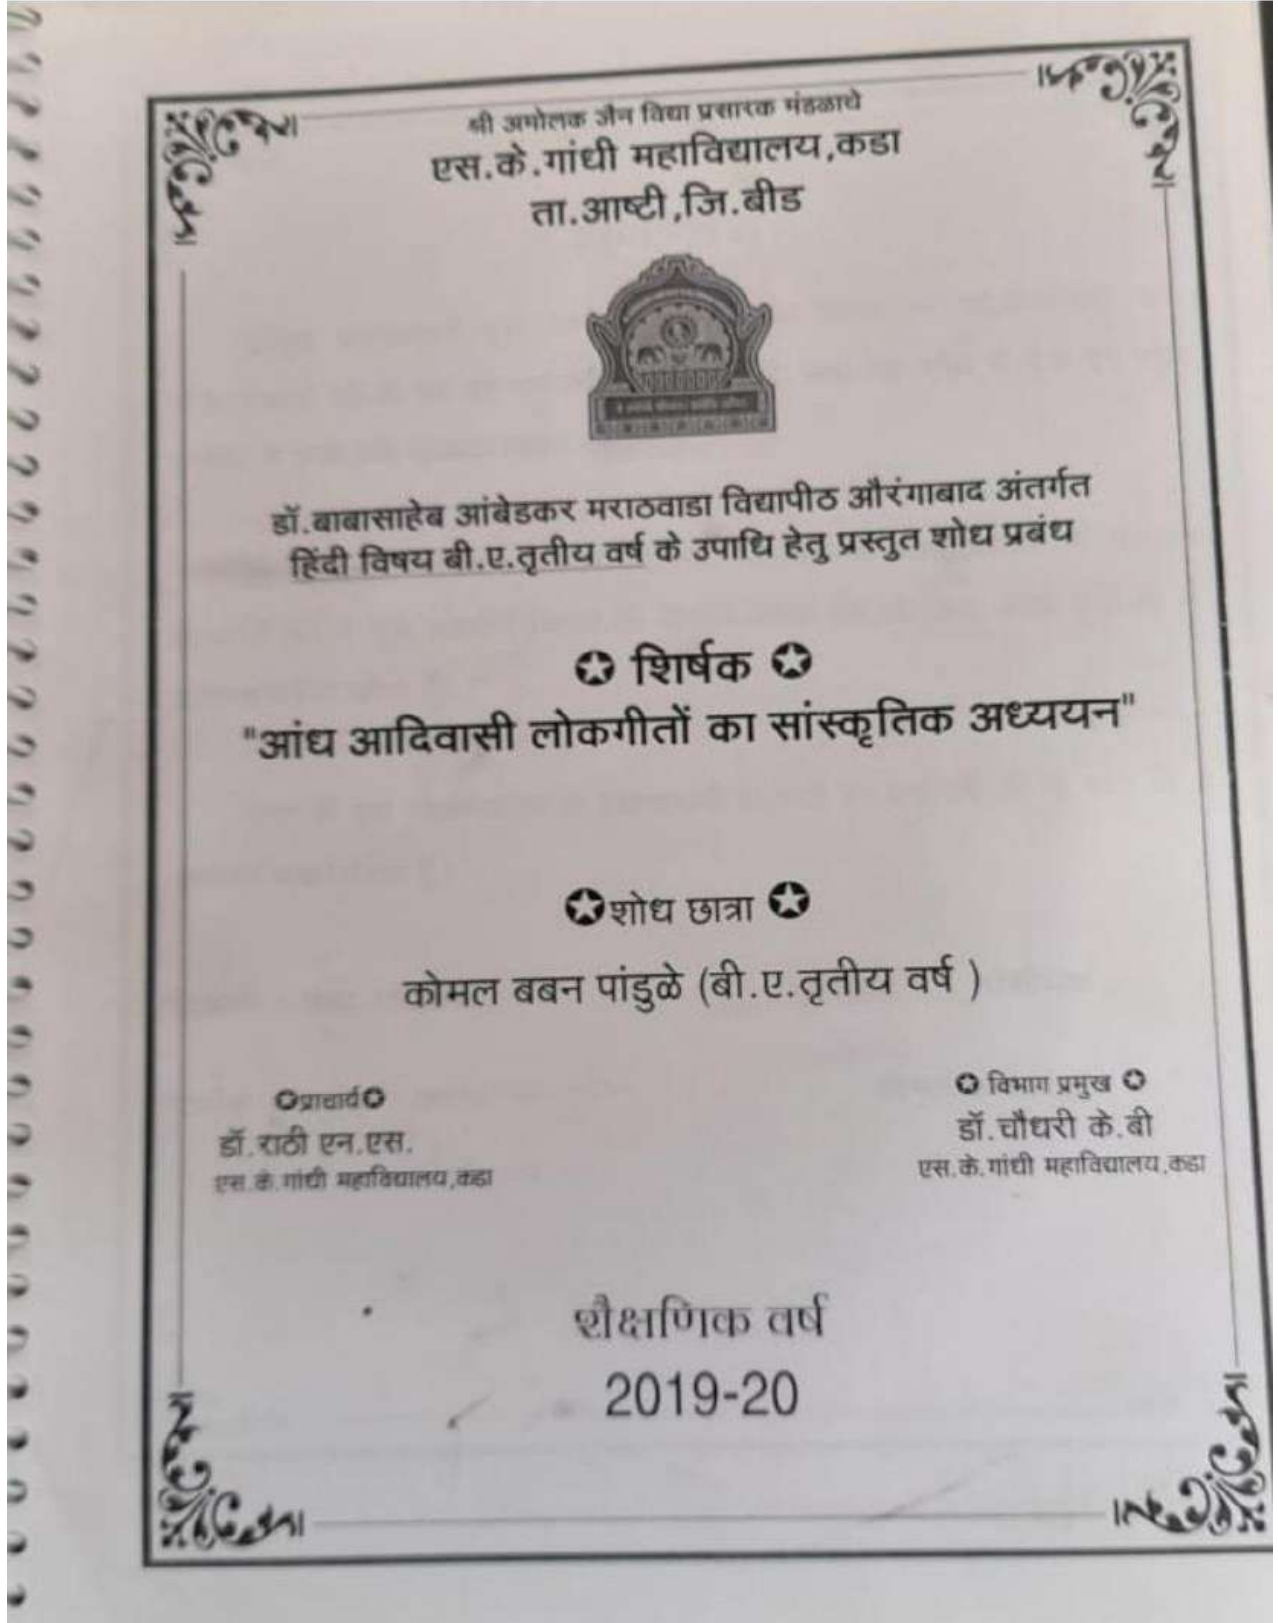 श्री अमोलक जैन विद्या प्रसारक मंडळाचे
एस.के.गांधी महाविद्यालय,कडा
ता.आष्टी,जि.बीड
डॉ.बाबासाहेब आंबेडकर मराठवाडा विद्यापीठ औरंगाबाद अंतर्गत
हिंदी विषय बी.ए.तृतीय वर्ष के उपाधि हेतु प्रस्तुत शोध प्रबंध
✪ शिर्षक ✪
"आंध आदिवासी लोकगीतों का सांस्कृतिक अध्ययन"
✪शोध छात्रा ✪
कोमल बबन पांडुळे (बी.ए.तृतीय वर्ष )
✪प्राचार्य✪
डॉ.राठी एन.एस.
एस.के.गांधी महाविद्यालय,कडा
✪ विभाग प्रमुख ✪
डॉ.चौधरी के.बी
एस.के.गांधी महाविद्यालय,कडा
शैक्षणिक वर्ष
2019-20